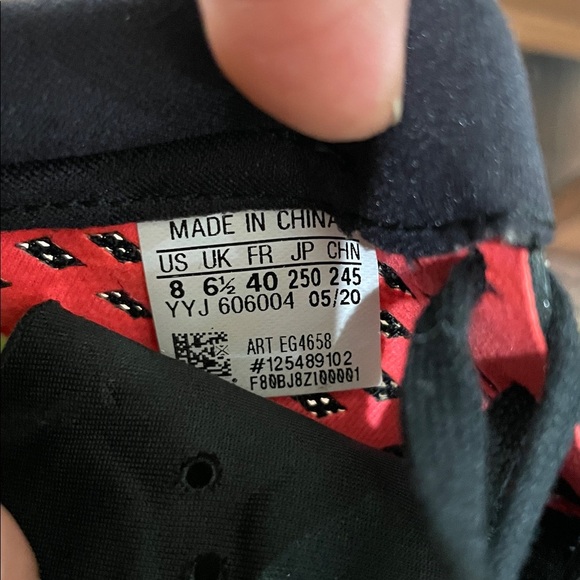 MADE IN CHINA
US UK FR JP CHN
8 6½ 40 250 245
YYJ 606004 05/20
ART EG4658
#125489102
F80BJ8Z100001